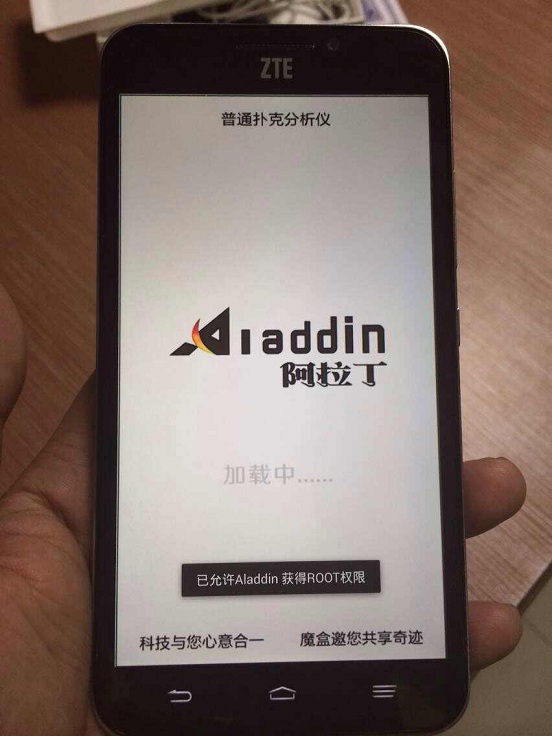 ZTE
普通扑克分析仪
Aladdin
阿拉丁
加载中......
已允许Aladdin 获得ROOT权限
科技与您心意合一 魔盒邀您共享奇迹